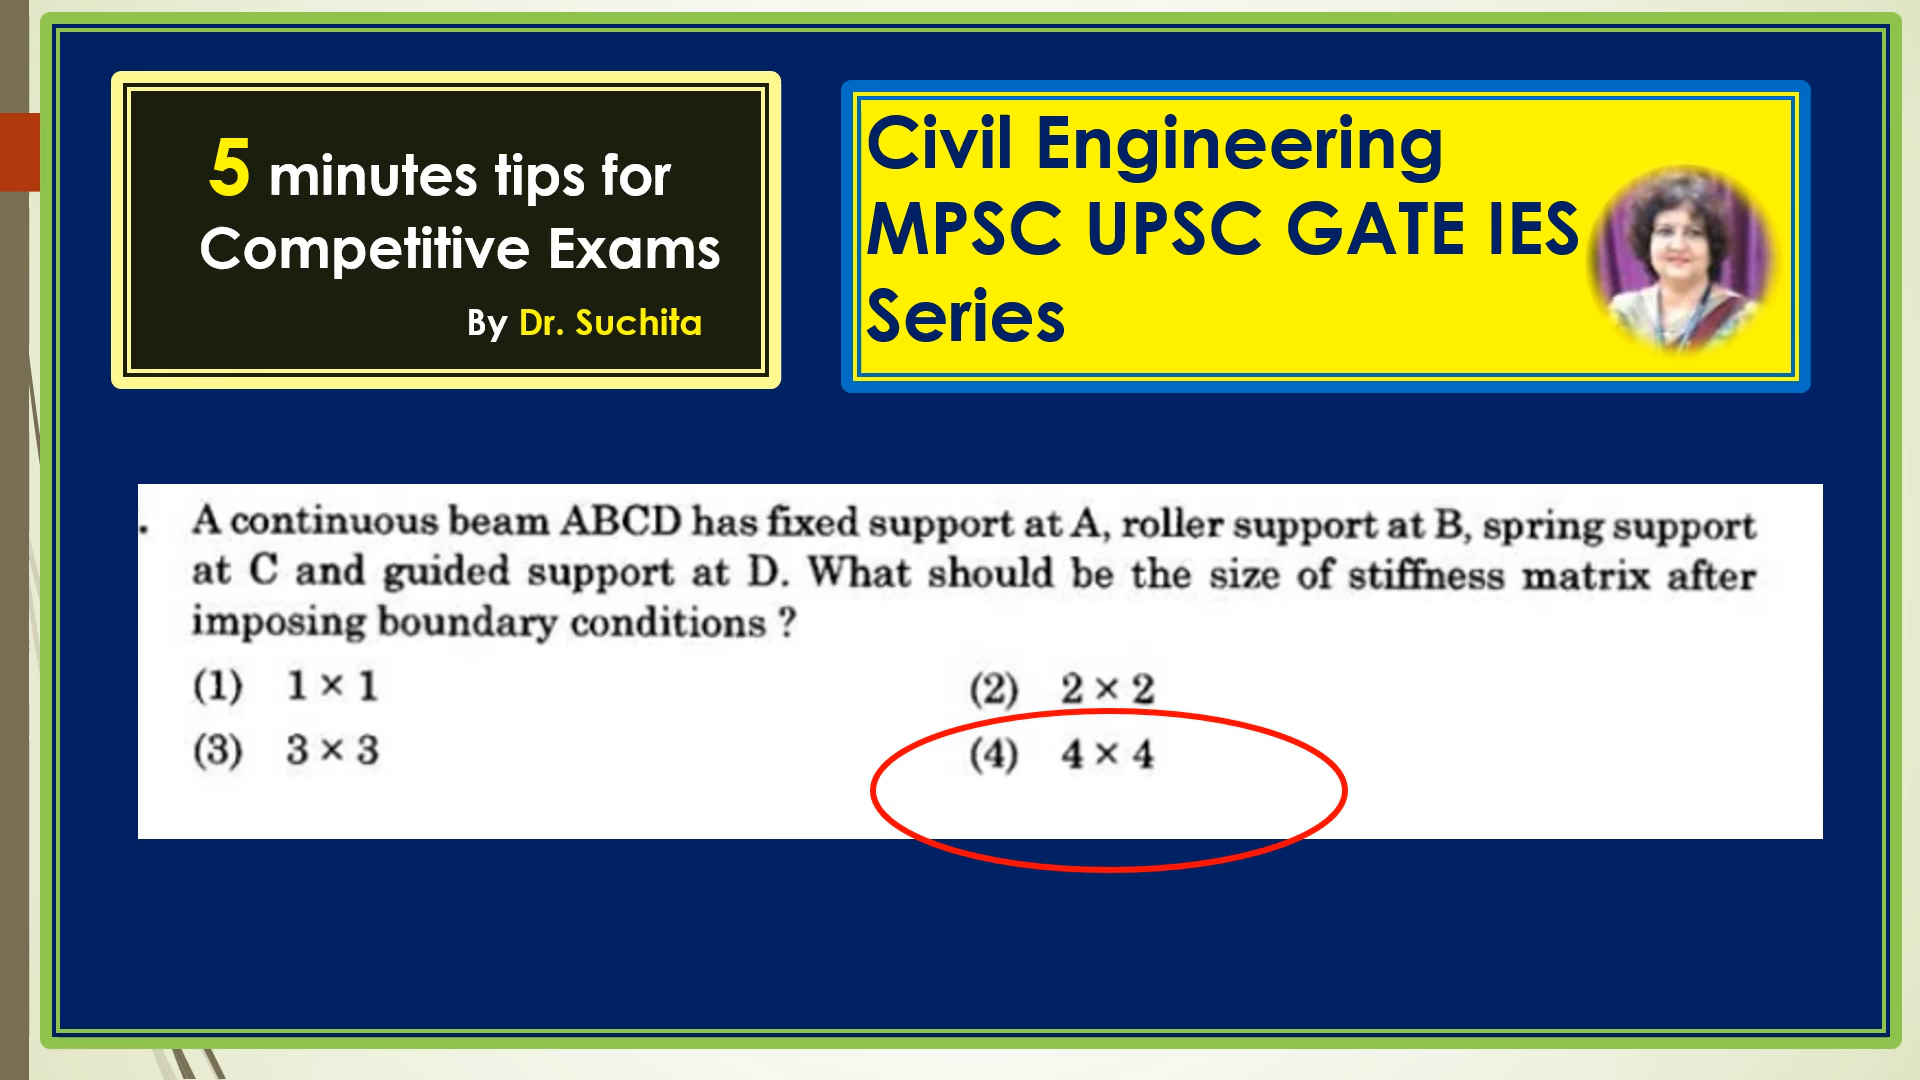 5 minutes tips for
Competitive Exams
By Dr. Suchita
Civil Engineering
MPSC UPSC GATE IES
Series
. A continuous beam ABCD has fixed support at A, roller support at B, spring support
at C and guided support at D. What should be the size of stiffness matrix after
imposing boundary conditions ?
(1) 1 × 1 (2) 2 × 2
(3) 3 × 3 (4) 4 × 4